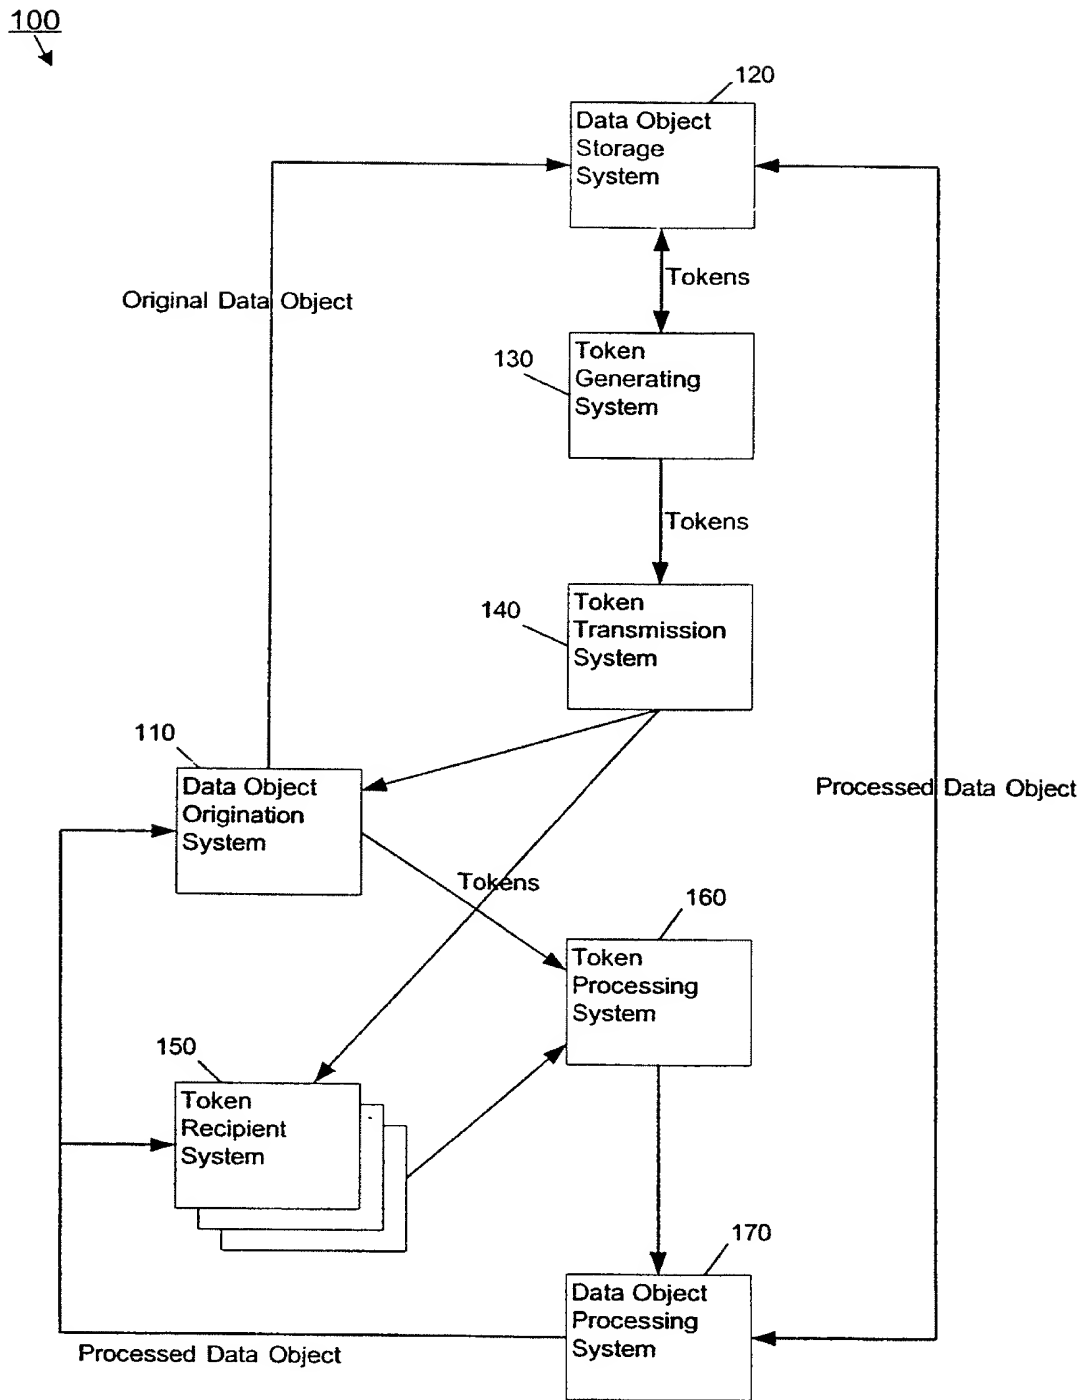 100
120
Data Object
Storage
System
Tokens
Original Data Object
130
Token
Generating
System
Tokens
140
Token
Transmission
System
110
Data Object
Origination
System
Processed Data Object
Tokens
160
Token
Processing
System
150
Token
Recipient
System
170
Data Object
Processing
System
Processed Data Object